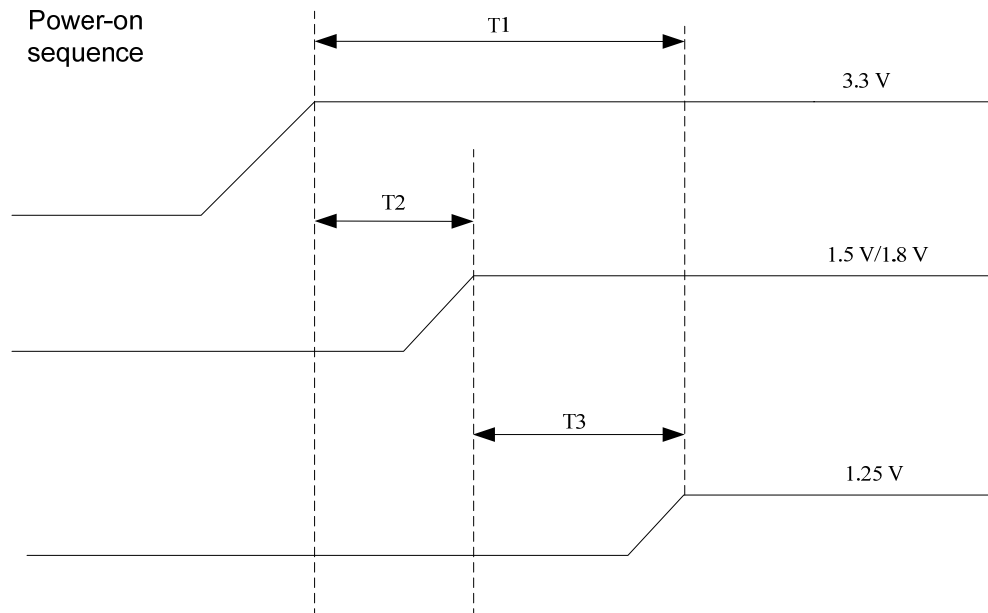 Power-on
sequence
T1
3.3 V
T2
1.5 V/1.8 V
T3
1.25 V